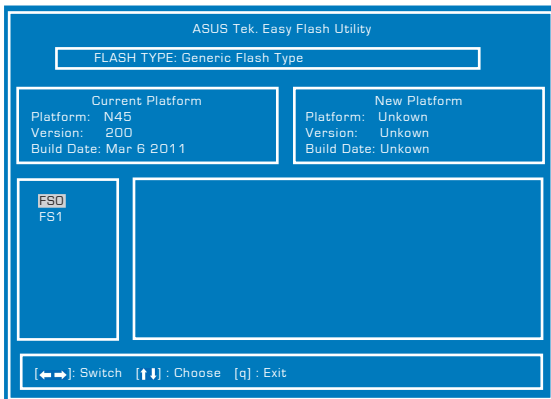 ASUS Tek. Easy Flash Utility
FLASH TYPE: Generic Flash Type
Current Platform
Platform: N45
Version: 200
Build Date: Mar 6 2011
New Platform
Platform: Unkown
Version: Unkown
Build Date: Unkown
FS0
FS1
[←→]: Switch [↑↓] : Choose [q] : Exit